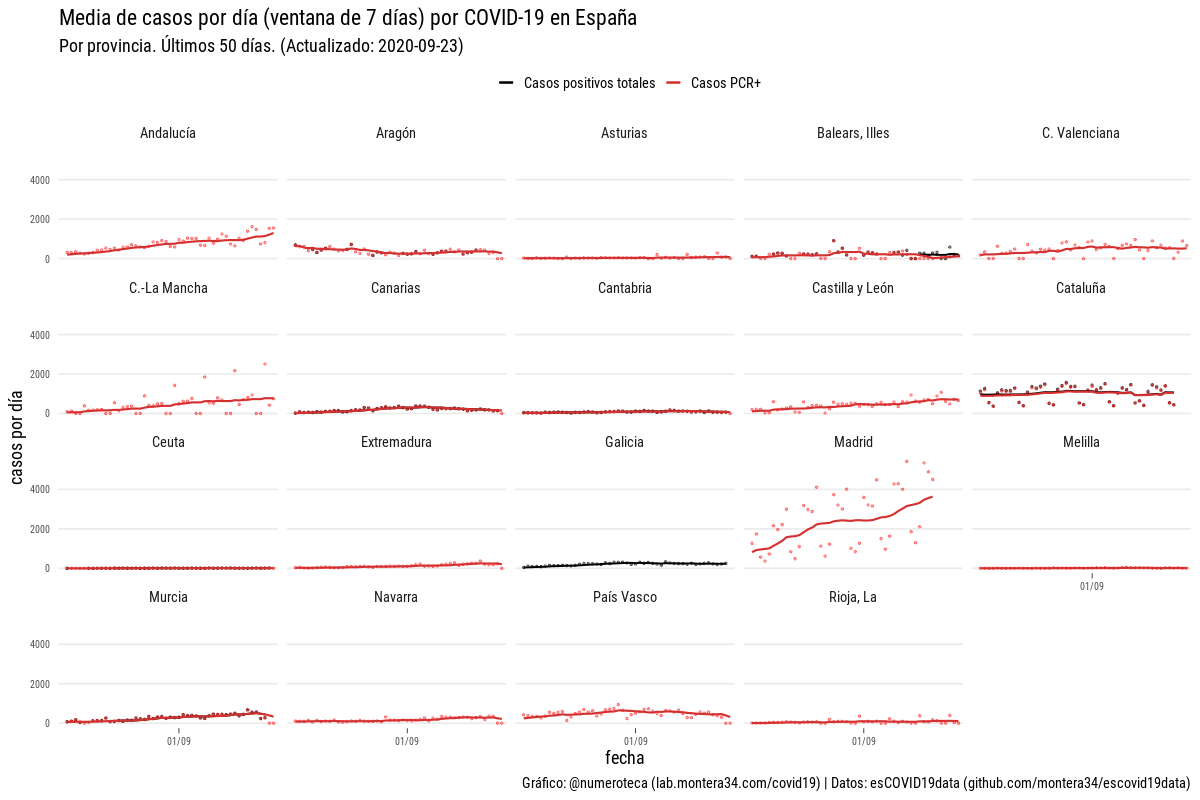 Media de casos por día (ventana de 7 días) por COVID-19 en España
Por provincia. Últimos 50 días. (Actualizado: 2020-09-23)
Casos positivos totales Casos PCR+
Andalucía Aragón Asturias Balears, Illes C. Valenciana
4000
2000
0
C.-La Mancha Canarias Cantabria Castilla y León Cataluña
4000
2000
0
casos por día
Ceuta Extremadura Galicia Madrid Melilla
4000
2000
0
01/09
Murcia Navarra País Vasco Rioja, La
4000
2000
0
01/09 01/09 01/09 01/09
fecha
Gráfico: @numeroteca (lab.montera34.com/covid19) | Datos: esCOVID19data (github.com/montera34/escovid19data)